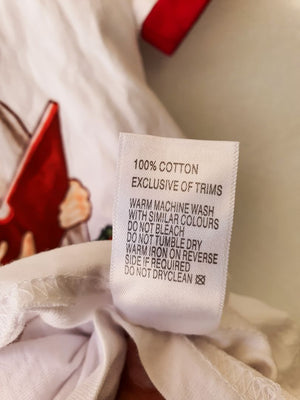 100% COTTON
EXCLUSIVE OF TRIMS
WARM MACHINE WASH
WITH SIMILAR COLOURS
DO NOT BLEACH
DO NOT TUMBLE DRY
WARM IRON ON REVERSE
SIDE IF REQUIRED
DO NOT DRYCLEAN